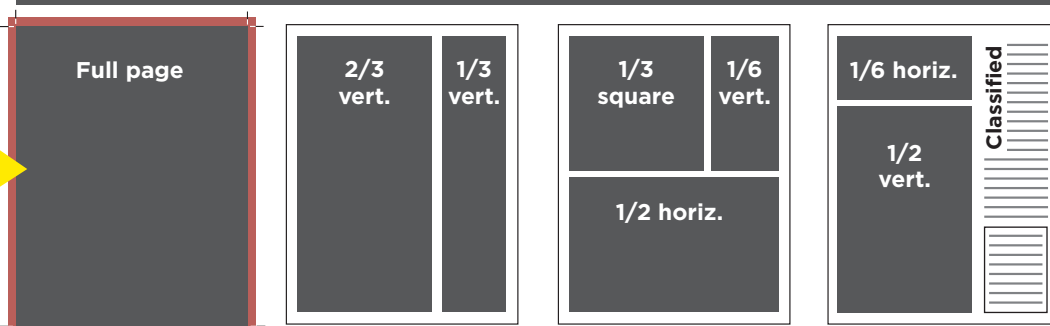 Full page
2/3
vert.
1/3
vert.
1/3
square
1/6
vert.
1/2 horiz.
1/6 horiz.
1/2
vert.
Classified